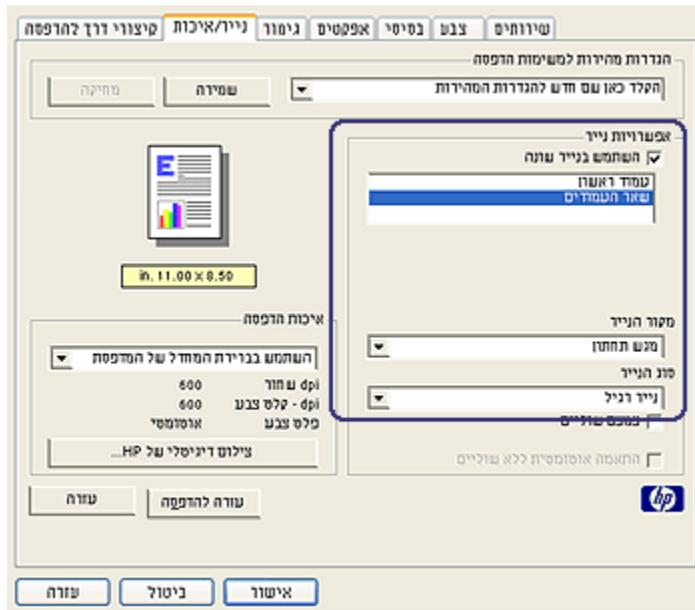 שירותים צבע בסיסי אפקטים גימור נייר/איכות קיצורי דרך להדפסה
הגדרות מהירות למשימות הדפסה
הקלד כאן שם חדש להגדרות המהירות שמירה מחיקה
אפשרויות נייר
השתמש בנייר שונה
עמוד ראשון
שאר העמודים
E
in. 11.00 × 8.50
מקור הנייר
מגש תחתון
סוג הנייר
נייר רגיל
התאמה אוטומטית ללא שוליים
איכות הדפסה
השתמש בברירת המחדל של המדפסת
dpi שחור 600
dpi - קלט צבע 600
פלט צבע אוטומטי
צילום דיגיטלי של HP...
עזרה להדפסה עזרה
hp
אישור ביטול עזרה